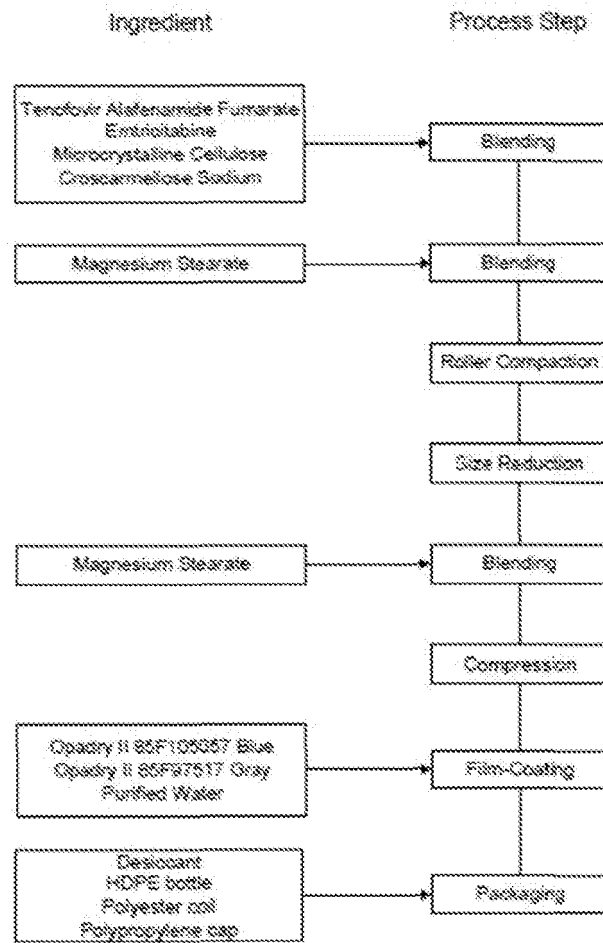 Ingredient
Process Step
Tenofovir Alafenamide Fumarate
Emtricitabine
Microcrystalline Cellulose
Croscarmellose Sodium
Blending
Magnesium Stearate
Blending
Roller Compaction
Size Reduction
Magnesium Stearate
Blending
Compression
Opadry II 85F105057 Blue
Opadry II 85F97517 Gray
Purified Water
Film-Coating
Desiccant
HDPE bottle
Polyester coil
Polypropylene cap
Packaging